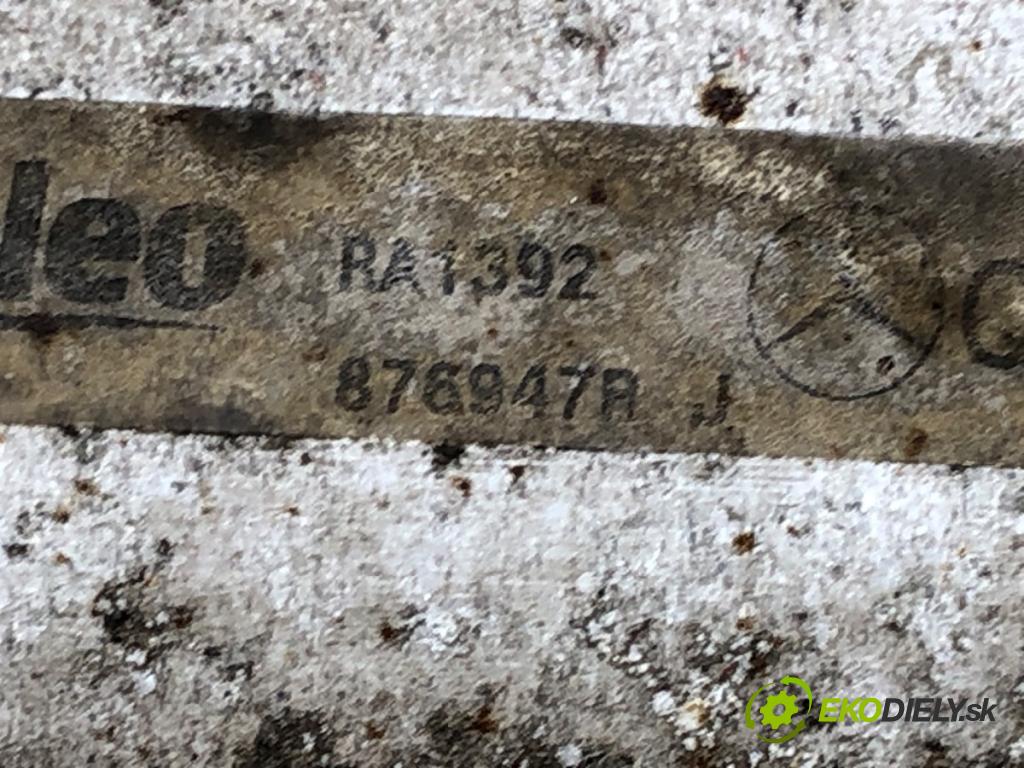 leo
RA1392
876947R J
EKODIELY.sk